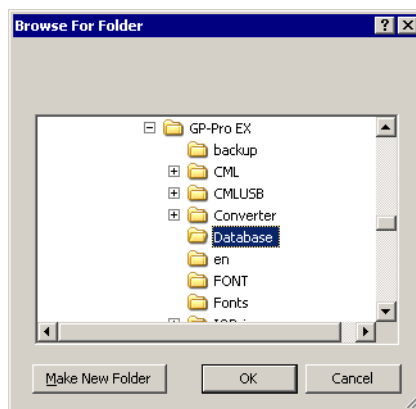 Browse For Folder
GP-Pro EX
backup
CML
CMLUSB
Converter
Database
en
FONT
Fonts
Make New Folder
OK
Cancel